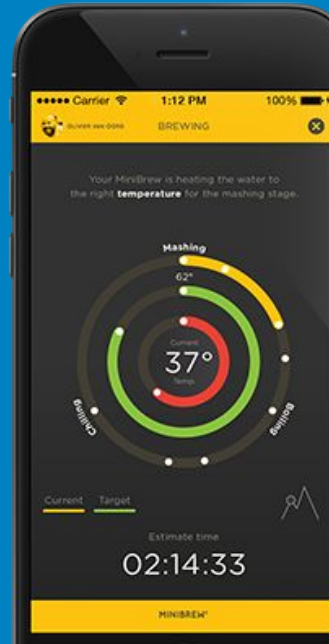 Carrier 1:12 PM 100%
OLIVIER VAN OORD BREWING
Your MiniBrew is heating the water to
the right temperature for the mashing stage.
Mashing
62°
Current
37°
Temp.
Chilling
Boiling
Current Target
Estimate time
02:14:33
MINIBREW®